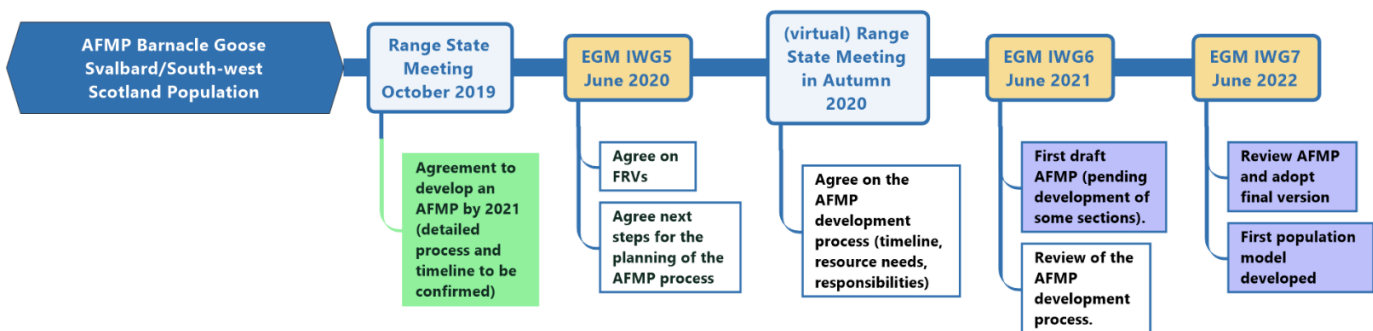 AFMP Barnacle Goose
Svalbard/South-west
Scotland Population
Range State
Meeting
October 2019
Agreement to
develop an
AFMP by 2021
(detailed
process and
timeline to be
confirmed)
EGM IWG5
June 2020
Agree on
FRVs
Agree next
steps for the
planning of the
AFMP process
(virtual) Range
State Meeting
in Autumn
2020
Agree on the
AFMP
development
process (timeline,
resource needs,
responsibilities)
EGM IWG6
June 2021
First draft
AFMP (pending
development of
some sections).
Review of the
AFMP
development
process.
EGM IWG7
June 2022
Review AFMP
and adopt
final version
First population
model
developed